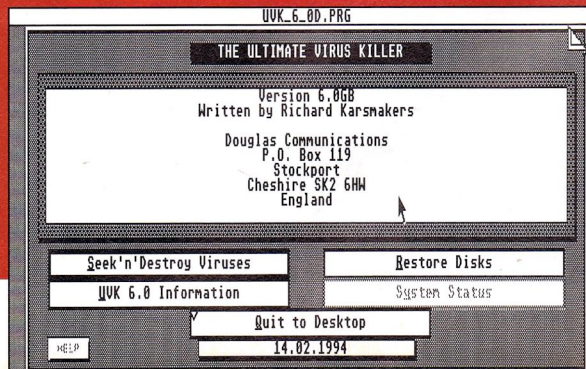 UVK_6_0D.PRG
THE ULTIMATE VIRUS KILLER
Version 6.0GB
Written by Richard Karsmakers
Douglas Communications
P.O. Box 119
Stockport
Cheshire SK2 6HW
England
Seek'n'Destroy Viruses
Restore Disks
UVK 6.0 Information
System Status
Quit to Desktop
HELP
14.02.1994